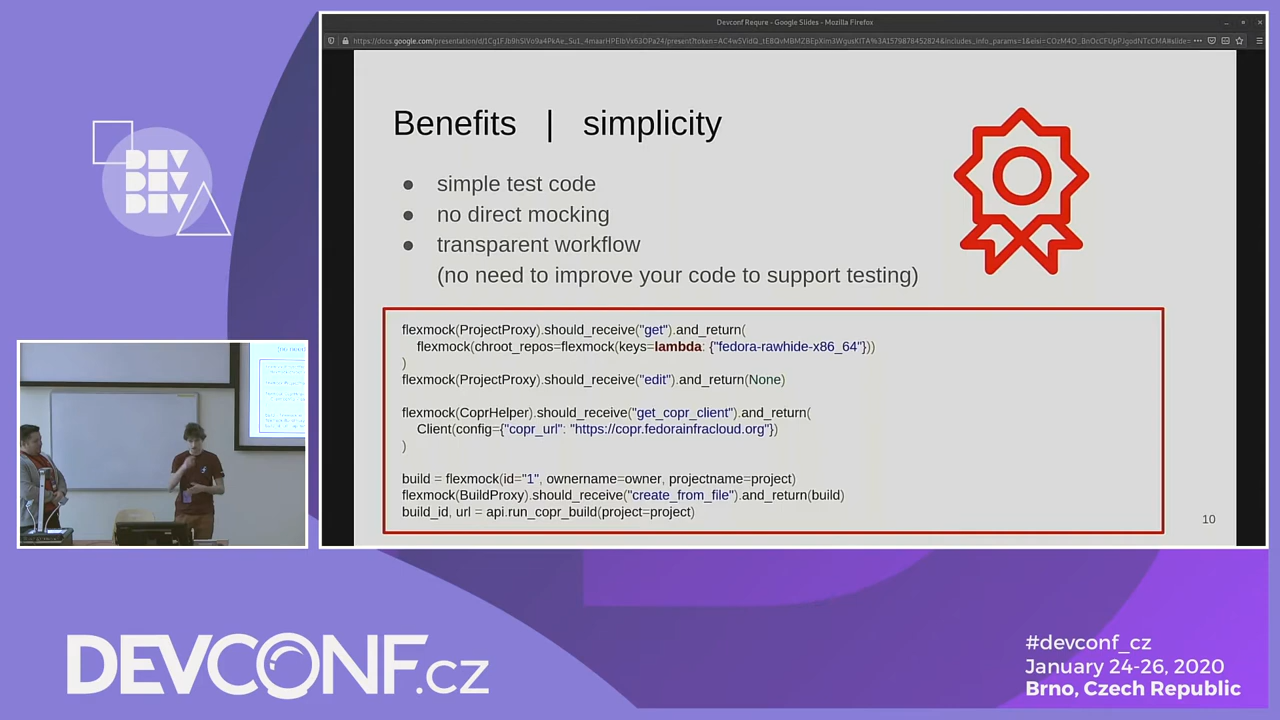 Devconf Requre - Google Slides - Mozilla Firefox
Benefits | simplicity
● simple test code
● no direct mocking
● transparent workflow
(no need to improve your code to support testing)
flexmock(ProjectProxy).should_receive("get").and_return(
flexmock(chroot_repos=flexmock(keys=lambda: {"fedora-rawhide-x86_64"}))
)
flexmock(ProjectProxy).should_receive("edit").and_return(None)
flexmock(CoprHelper).should_receive("get_copr_client").and_return(
Client(config={"copr_url": "https://copr.fedorainfracloud.org"})
)
build = flexmock(id="1", ownername=owner, projectname=project)
flexmock(BuildProxy).should_receive("create_from_file").and_return(build)
build_id, url = api.run_copr_build(project=project)
10
DEV
DEV
DEV
DEVCONF.cz
#devconf_cz
January 24-26, 2020
Brno, Czech Republic